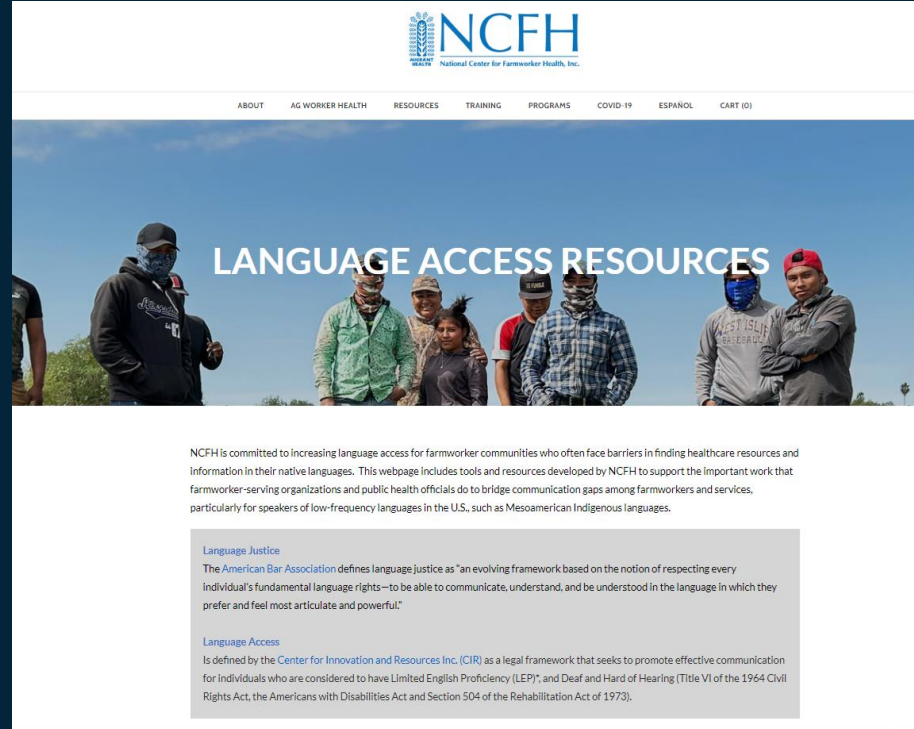 NCFH
MIGRANT
HEALTH
National Center for Farmworker Health, Inc.
ABOUT AG WORKER HEALTH RESOURCES TRAINING PROGRAMS COVID-19 ESPAÑOL CART (0)
LANGUAGE ACCESS RESOURCES
NCFH is committed to increasing language access for farmworker communities who often face barriers in finding healthcare resources and
information in their native languages. This webpage includes tools and resources developed by NCFH to support the important work that
farmworker-serving organizations and public health officials do to bridge communication gaps among farmworkers and services,
particularly for speakers of low-frequency languages in the U.S., such as Mesoamerican Indigenous languages.
Language Justice
The American Bar Association defines language justice as "an evolving framework based on the notion of respecting every
individual's fundamental language rights—to be able to communicate, understand, and be understood in the language in which they
prefer and feel most articulate and powerful."
Language Access
Is defined by the Center for Innovation and Resources Inc. (CIR) as a legal framework that seeks to promote effective communication
for individuals who are considered to have Limited English Proficiency (LEP)*, and Deaf and Hard of Hearing (Title VI of the 1964 Civil
Rights Act, the Americans with Disabilities Act and Section 504 of the Rehabilitation Act of 1973).